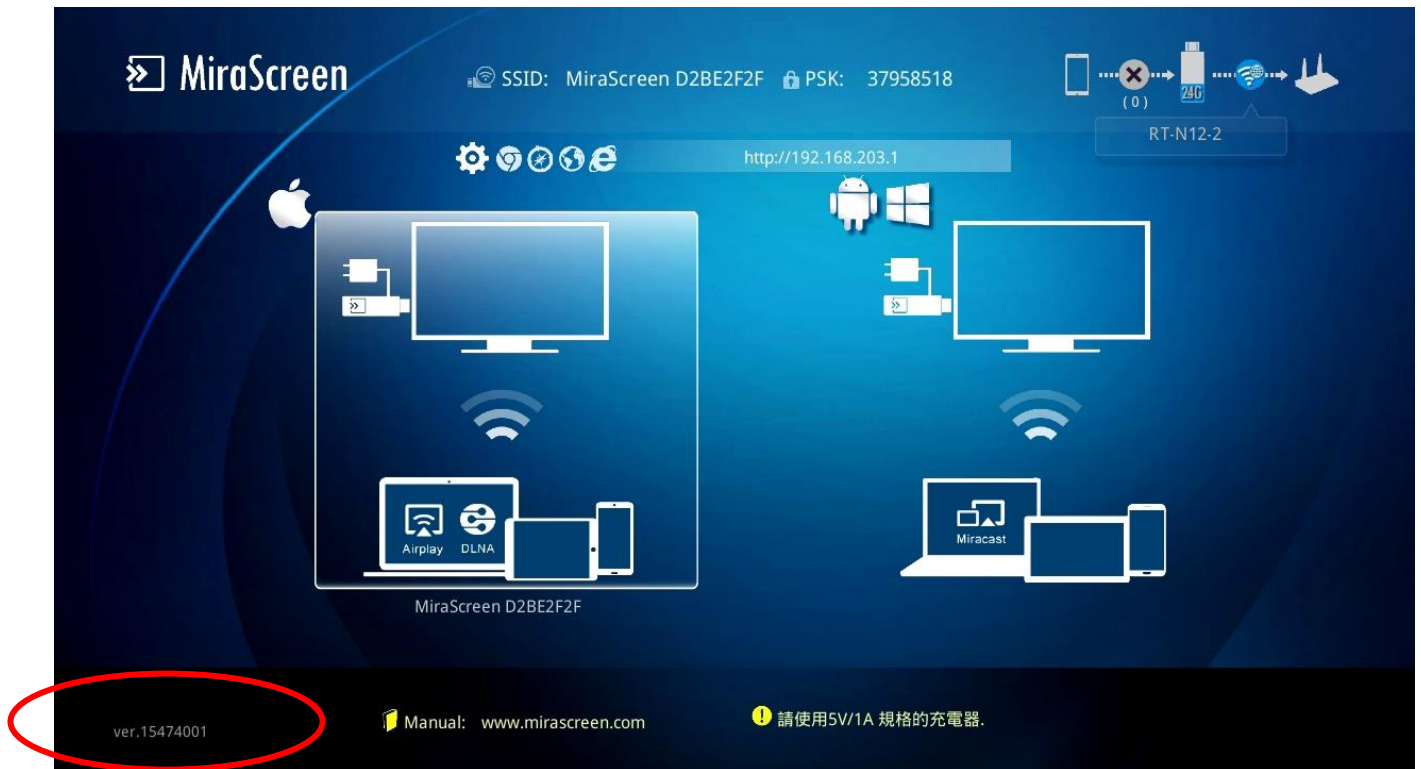 MiraScreen
SSID: MiraScreen D2BE2F2F PSK: 37958518
(0)
24G
RT-N12-2
http://192.168.203.1
Airplay DLNA
Miracast
MiraScreen D2BE2F2F
ver.15474001
Manual: www.mirascreen.com
請使用5V/1A 規格的充電器.